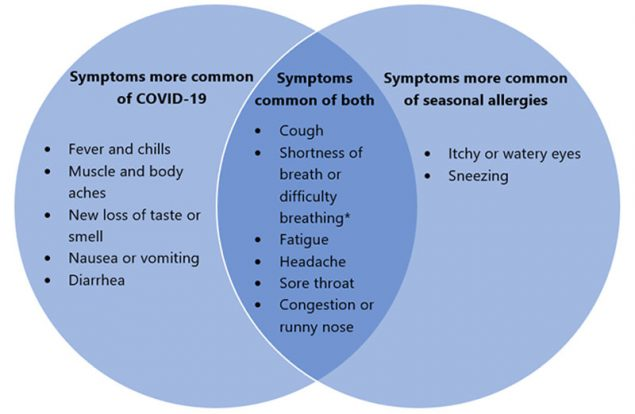 Symptoms more common
of COVID-19
• Fever and chills
• Muscle and body
aches
• New loss of taste or
smell
• Nausea or vomiting
• Diarrhea
Symptoms
common of both
• Cough
• Shortness of
breath or
difficulty
breathing*
• Fatigue
• Headache
• Sore throat
• Congestion or
runny nose
Symptoms more common
of seasonal allergies
• Itchy or watery eyes
• Sneezing